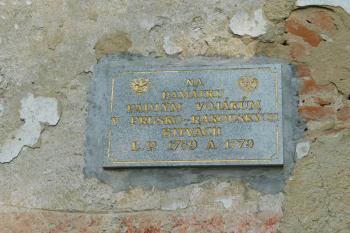 NA
PAMÁTKU
PADLÝM VOJÁKŮM
V PRUSKO-RAKOUSKÝCH
BITVÁCH
L.P. 1759 A 1779